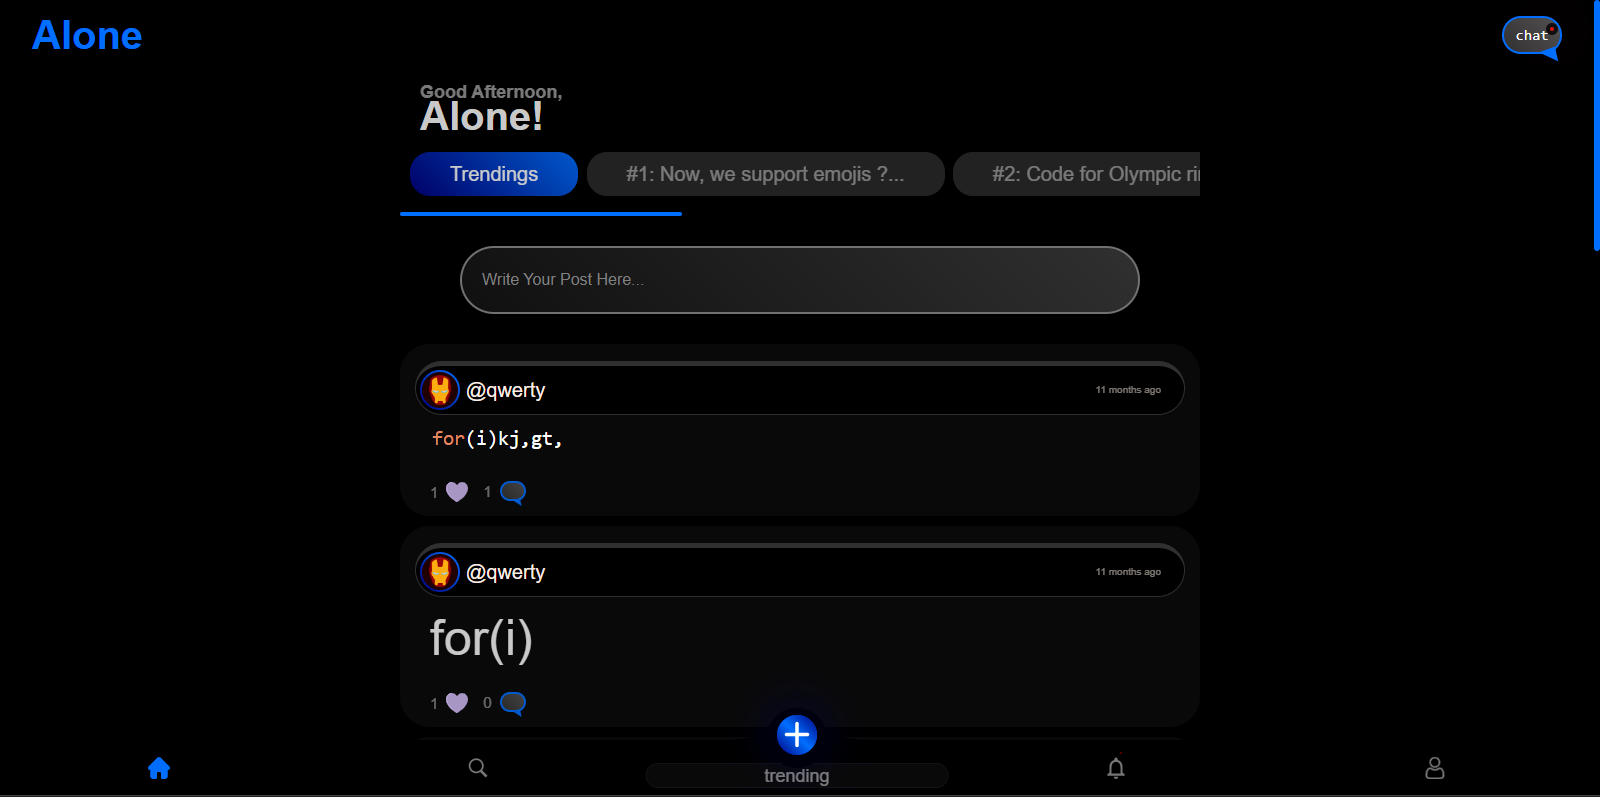 Alone
chat
Good Afternoon,
Alone!
Trendings
#1: Now, we support emojis ?...
#2: Code for Olympic ri
Write Your Post Here...
@qwerty
11 months ago
for(i)kj,gt,
1
1
@qwerty
11 months ago
for(i)
1
0
trending